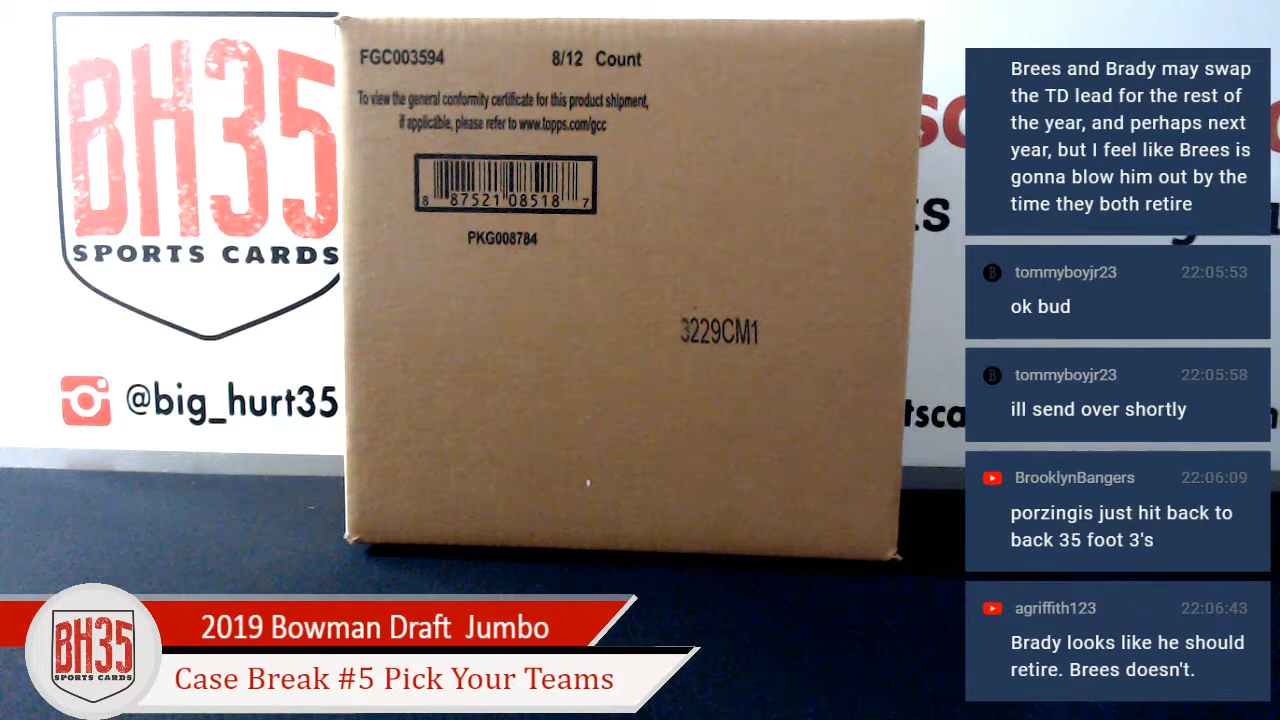 BH35
SPORTS CARDS
@big_hurt35
FGC003594 8/12 Count
To view the general conformity certificate for this product shipment,
if applicable, please refer to www.topps.com/gcc
8 87521 08518 7
PKG008784
3229CM1
Brees and Brady may swap
the TD lead for the rest of
the year, and perhaps next
year, but I feel like Brees is
gonna blow him out by the
time they both retire
tommyboyjr23 22:05:53
ok bud
tommyboyjr23 22:05:58
ill send over shortly
BrooklynBangers 22:06:09
porzingis just hit back to
back 35 foot 3's
agriffith123 22:06:43
Brady looks like he should
retire. Brees doesn't.
BH35
SPORTS CARDS
2019 Bowman Draft Jumbo
Case Break #5 Pick Your Teams